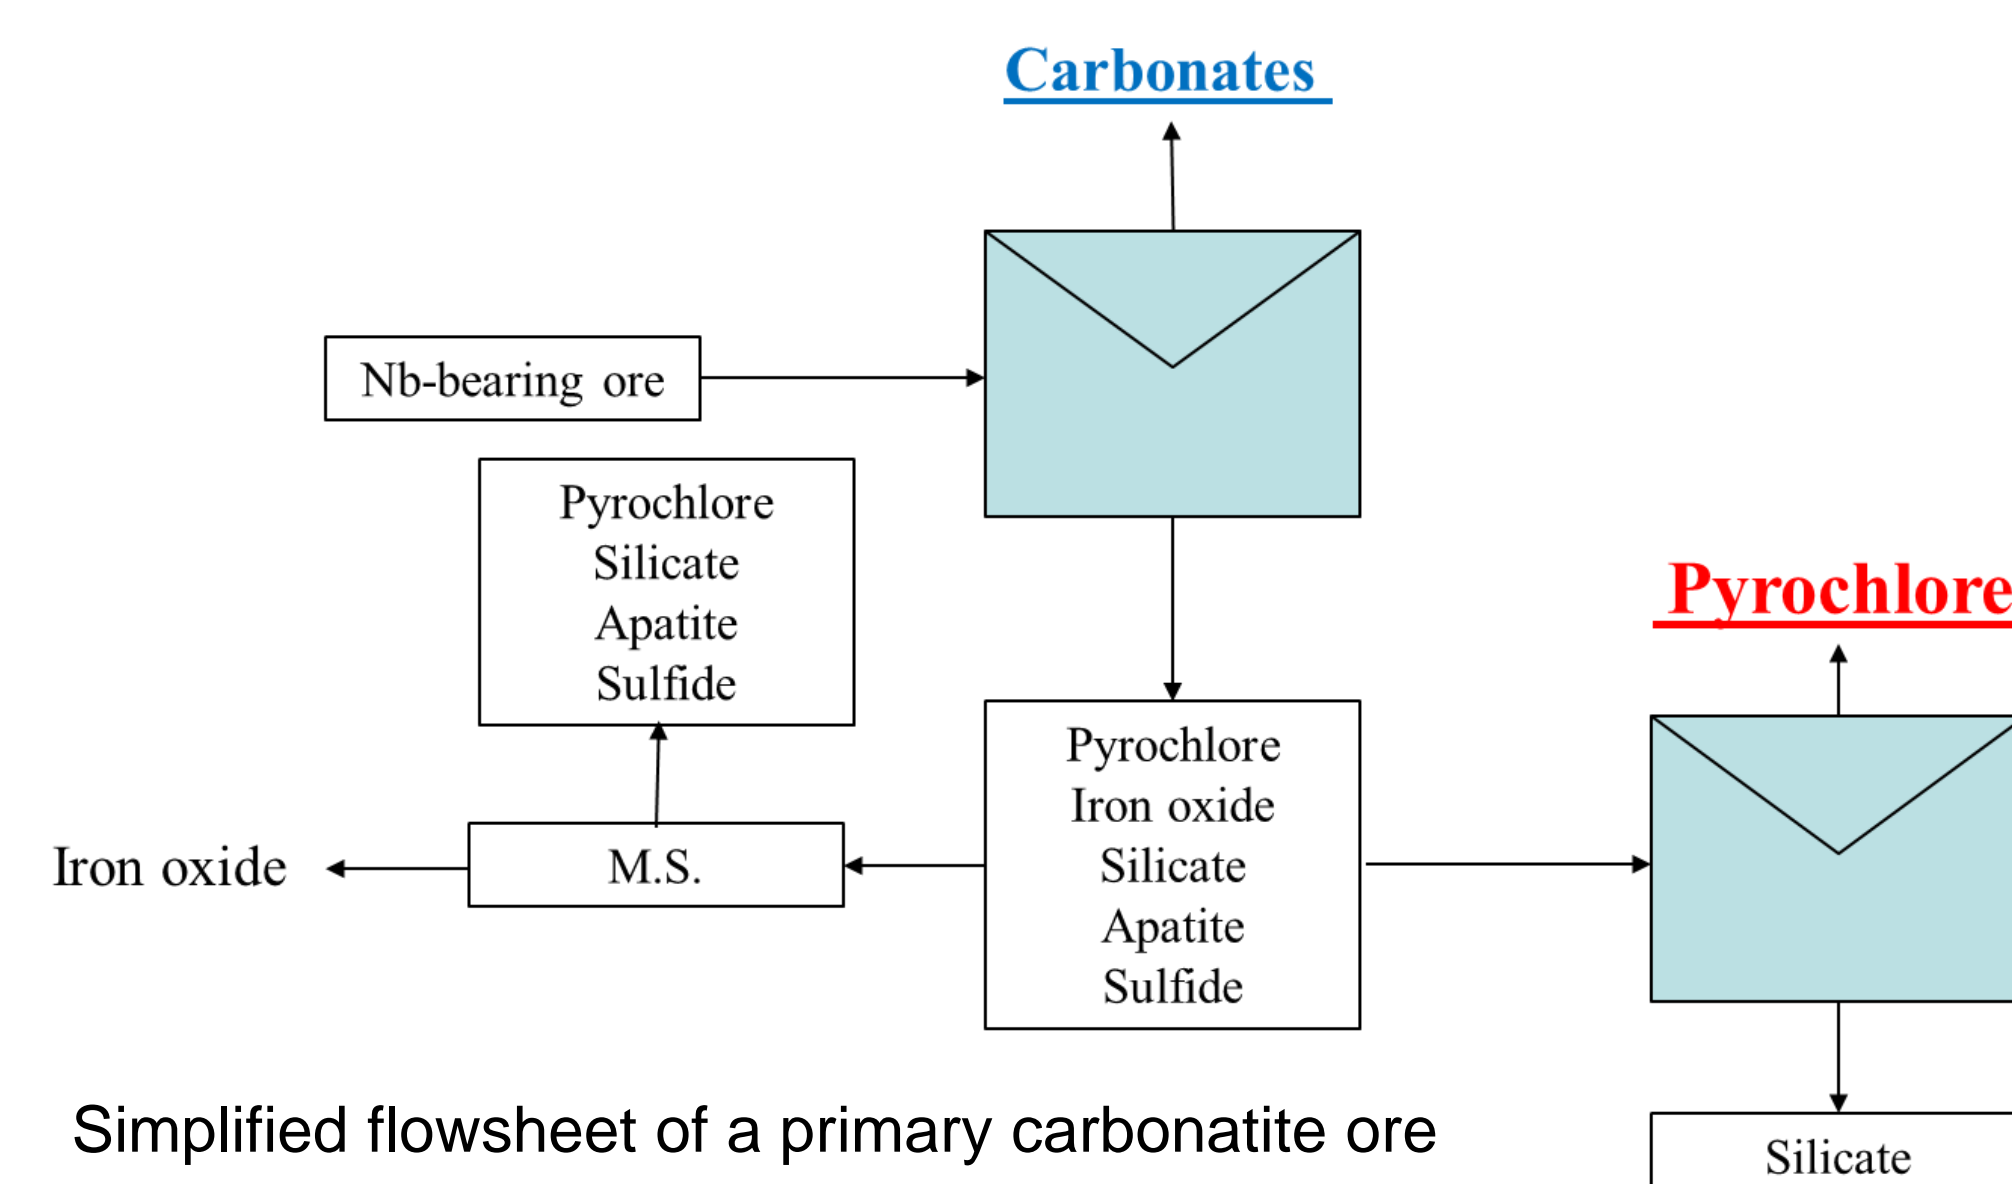 Carbonates
Nb-bearing ore
Pyrochlore
Silicate
Apatite
Sulfide
Pyrochlore
Pyrochlore
Iron oxide
Silicate
Apatite
Sulfide
M.S.
Iron oxide
Simplified flowsheet of a primary carbonatite ore
Silicate